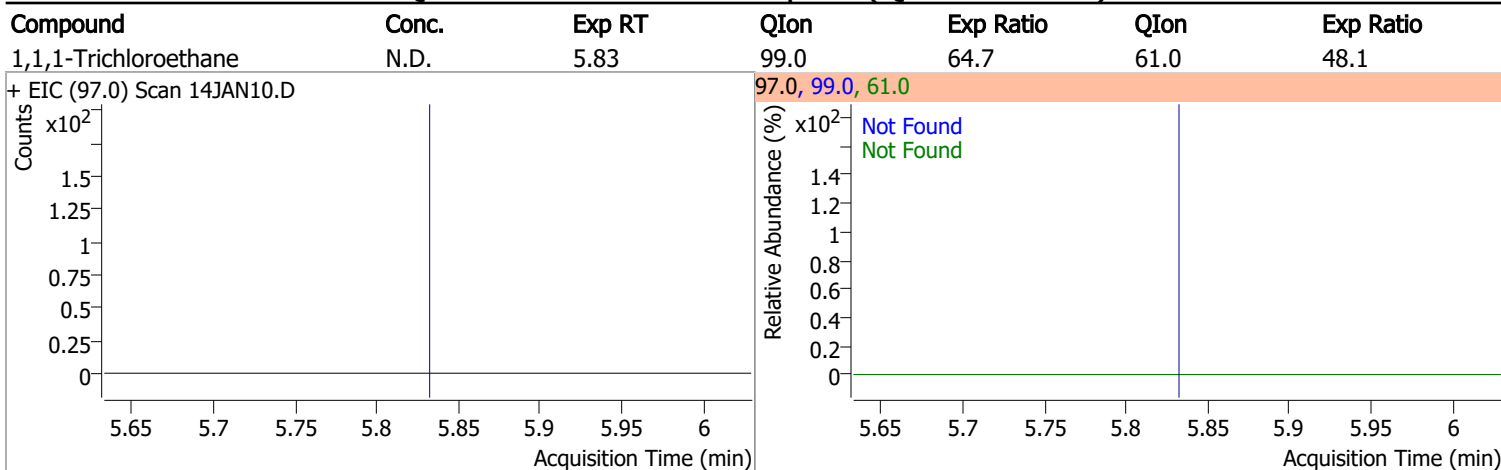 Compound Conc. Exp RT QIon Exp Ratio QIon Exp Ratio
1,1,1-Trichloroethane N.D. 5.83 99.0 64.7 61.0 48.1
+ EIC (97.0) Scan 14JAN10.D
Counts
x10²
1.5
1.25
1
0.75
0.5
0.25
0
5.65 5.7 5.75 5.8 5.85 5.9 5.95 6
Acquisition Time (min)
97.0, 99.0, 61.0
Relative Abundance (%)
x10²
Not Found
Not Found
1.4
1.2
1
0.8
0.6
0.4
0.2
0
5.65 5.7 5.75 5.8 5.85 5.9 5.95 6
Acquisition Time (min)